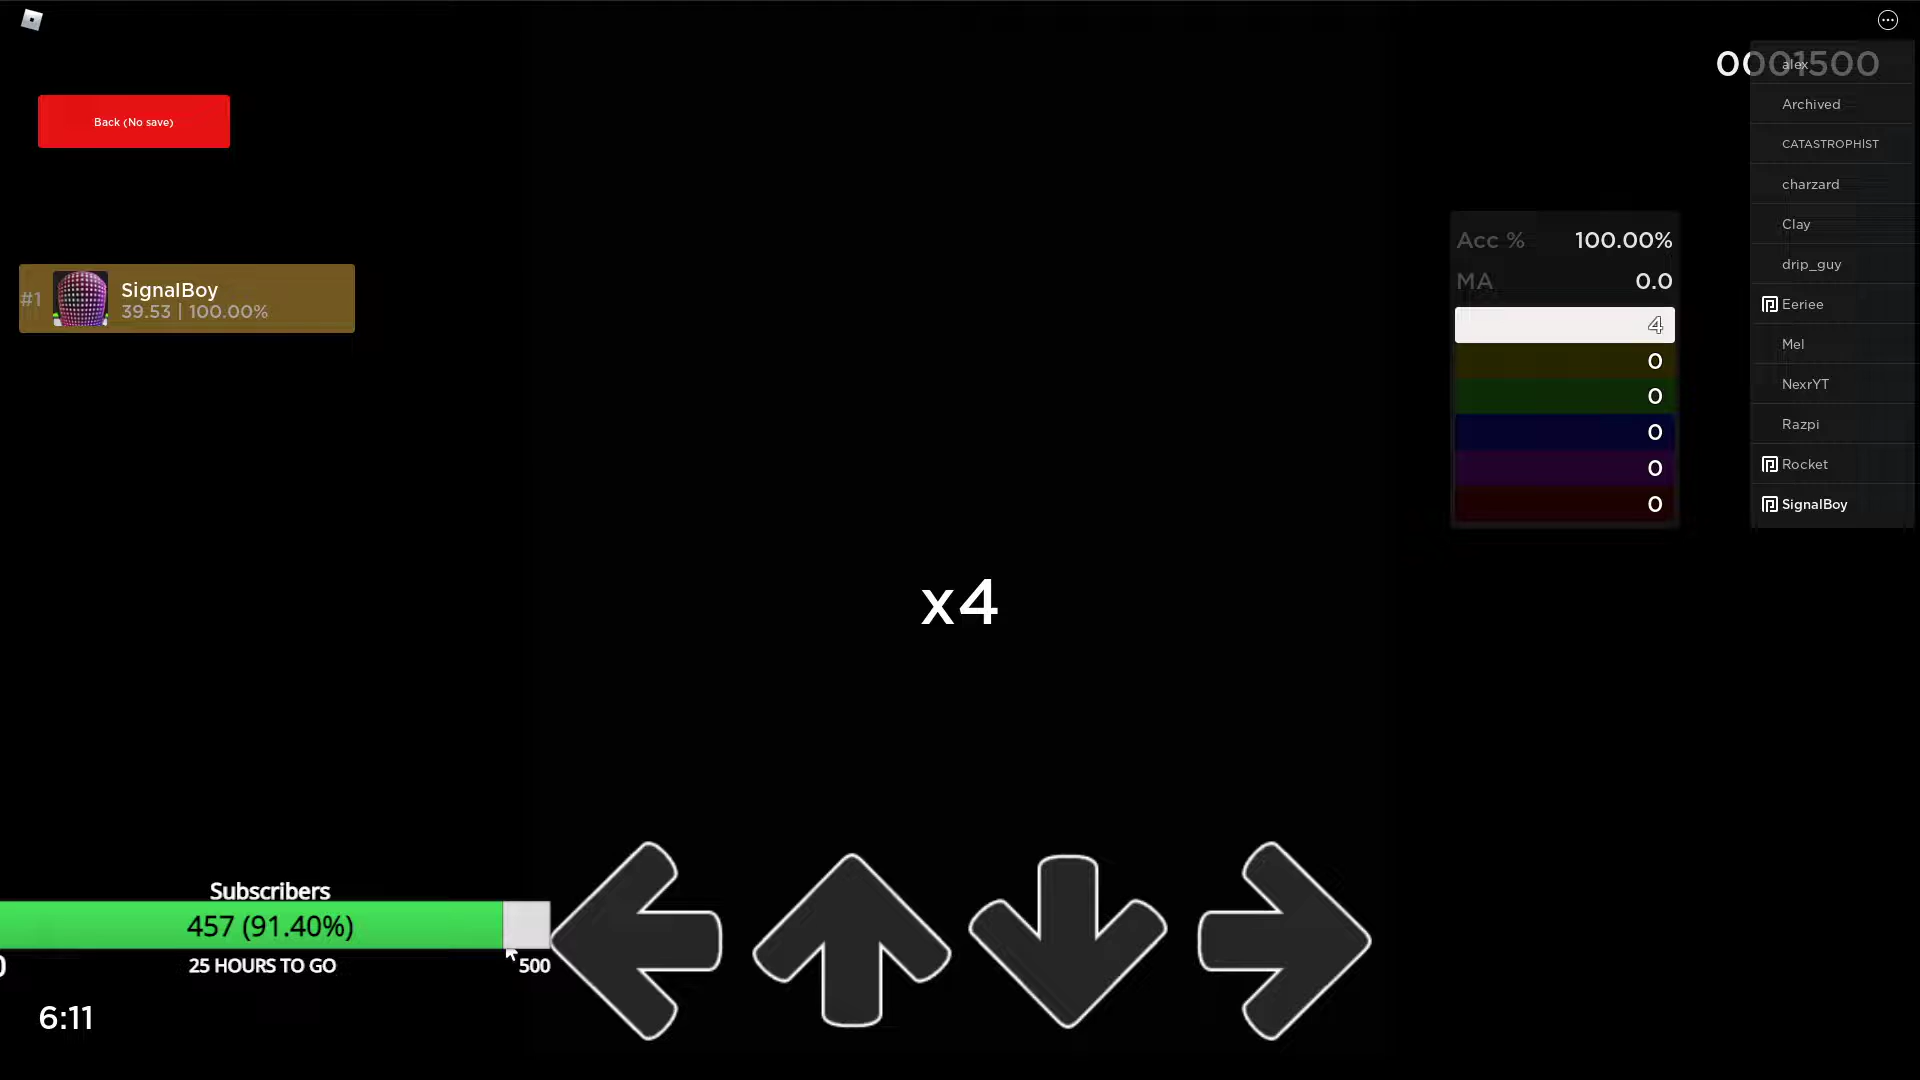 0001500
alex
Back (No save)
Archived
CATASTROPHIST
charzard
Clay
Acc % 100.00%
drip_guy
MA 0.0
#1
SignalBoy
39.53 | 100.00%
Eeriee
4
Mel
0
NexrYT
0
Razpi
0
Rocket
0
SignalBoy
0
x4
Subscribers
457 (91.40%)
25 HOURS TO GO
500
6:11